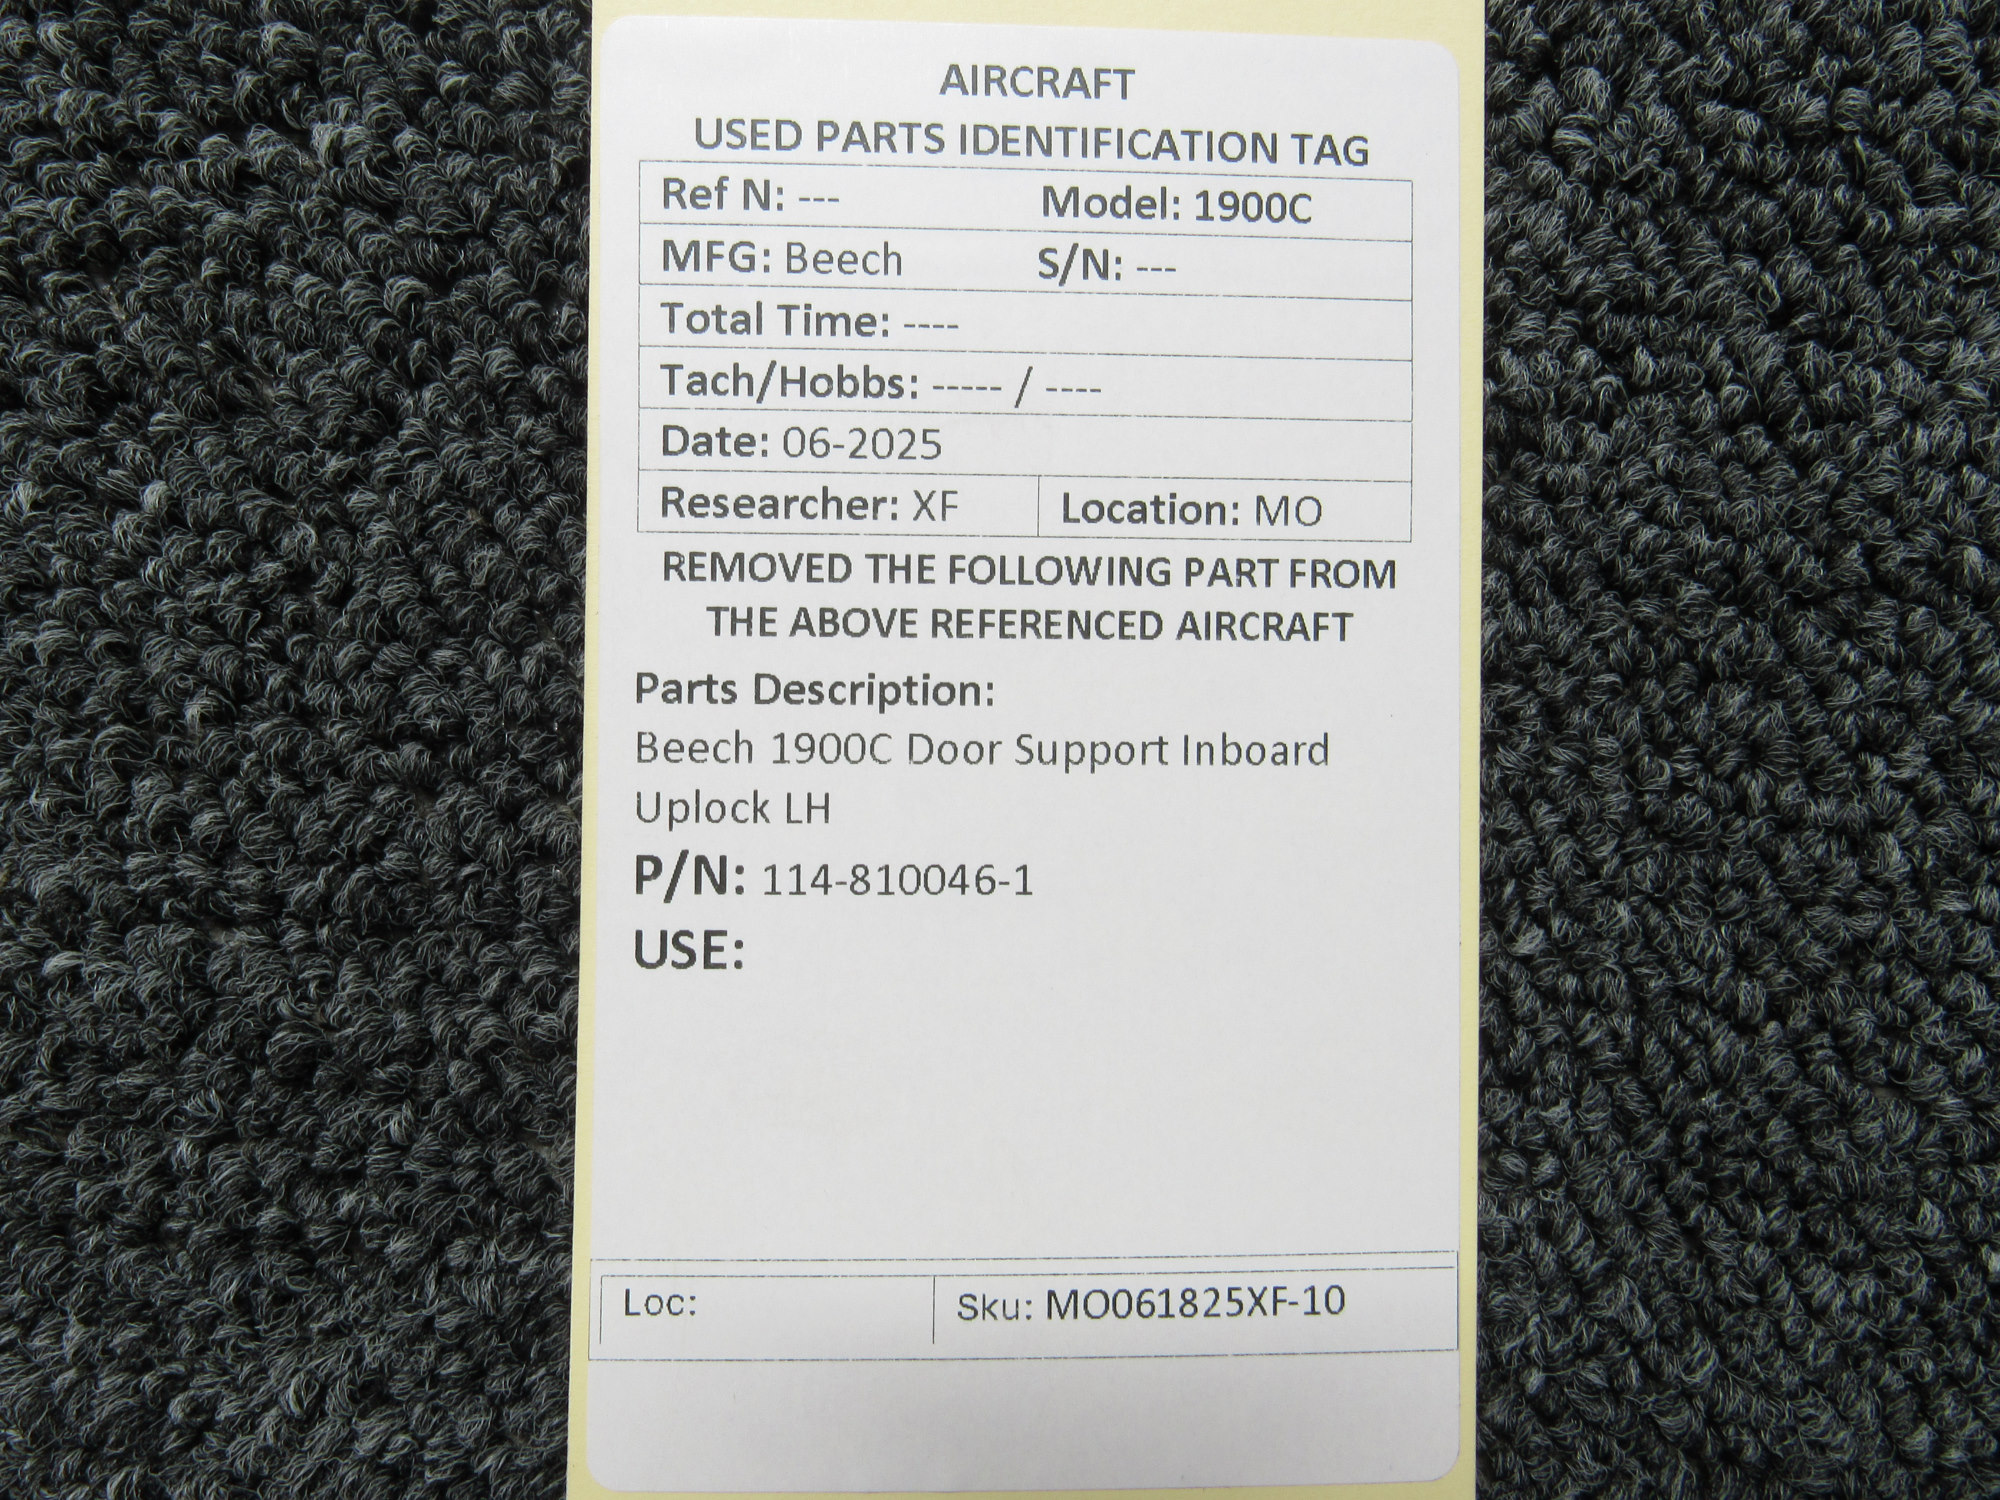 AIRCRAFT
USED PARTS IDENTIFICATION TAG
Ref N: --- Model: 1900C
MFG: Beech S/N: ---
Total Time: ----
Tach/Hobbs: ----- / ----
Date: 06-2025
Researcher: XF Location: MO
REMOVED THE FOLLOWING PART FROM
THE ABOVE REFERENCED AIRCRAFT
Parts Description:
Beech 1900C Door Support Inboard
Uplock LH
P/N: 114-810046-1
USE:
Loc: Sku: MO061825XF-10